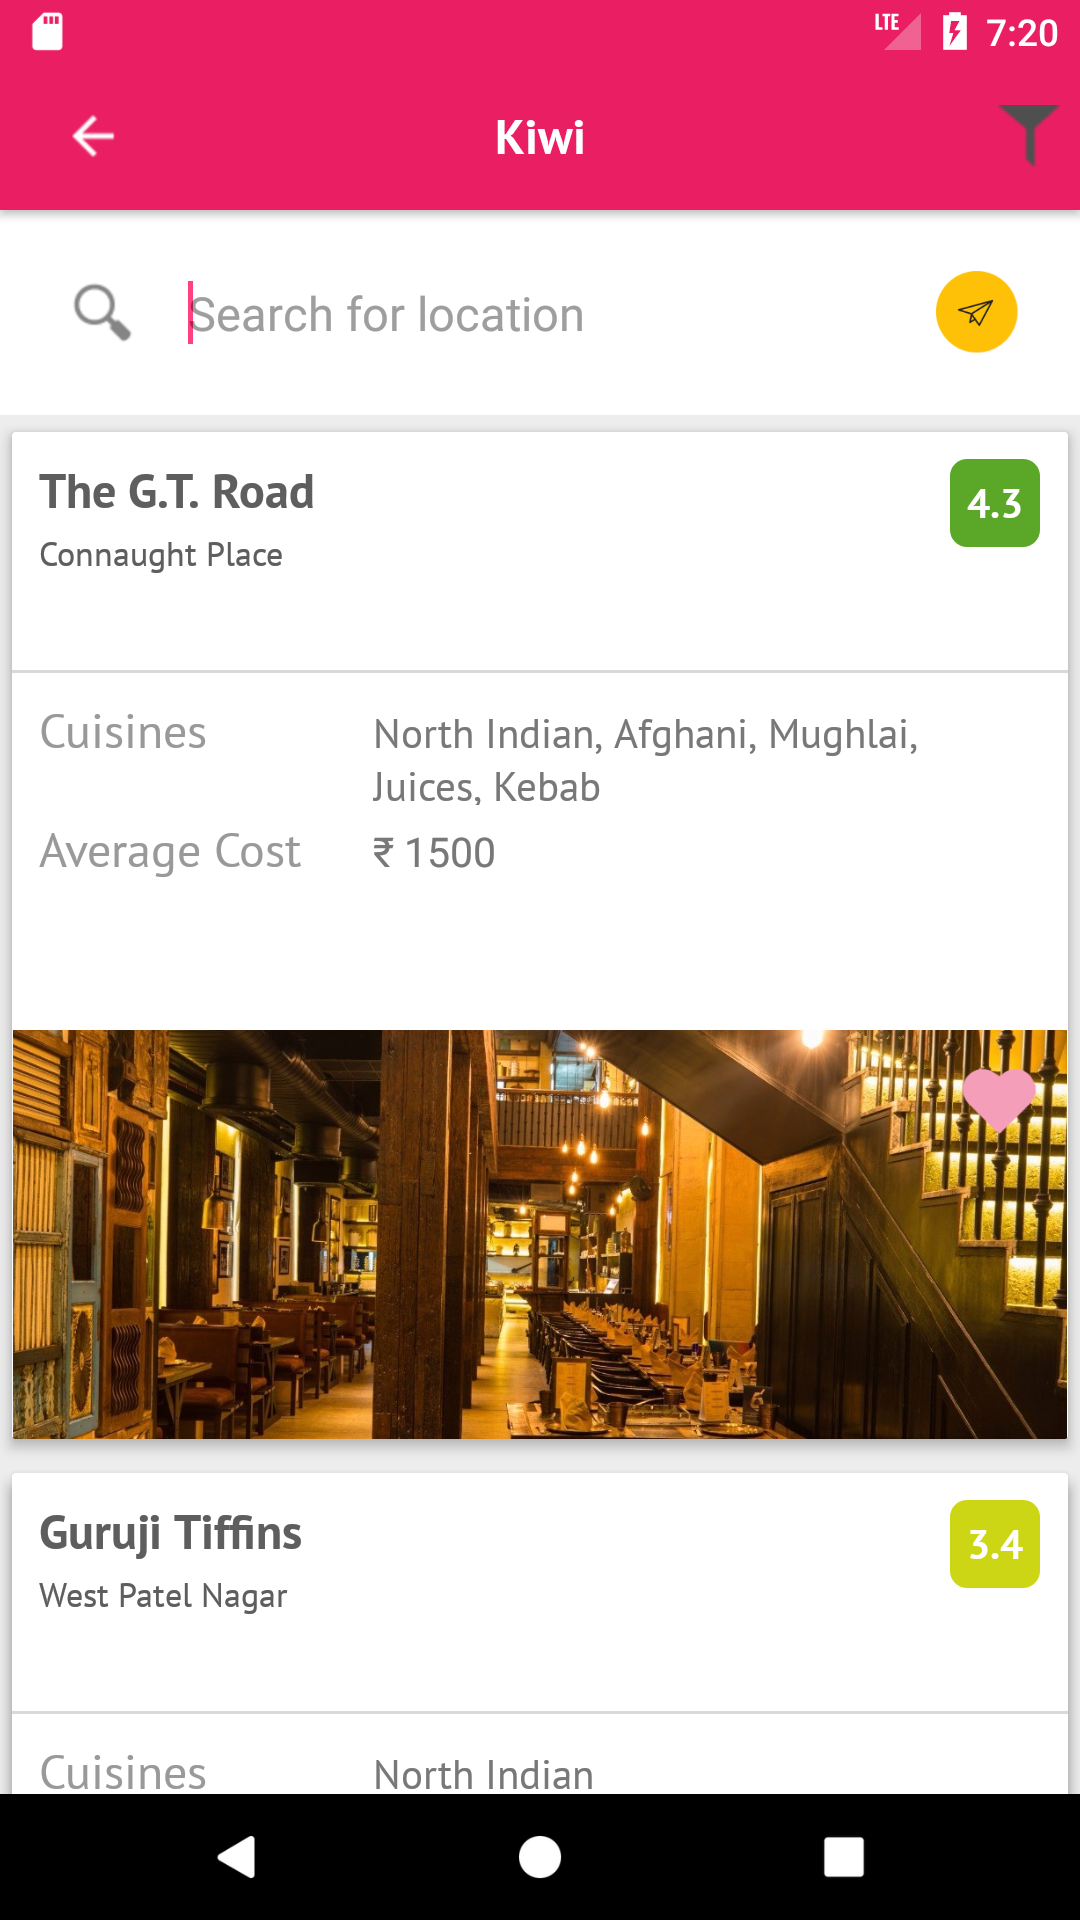 LTE 7:20
Kiwi
Search for location
The G.T. Road
4.3
Connaught Place
Cuisines
North Indian, Afghani, Mughlai,
Juices, Kebab
Average Cost
₹ 1500
Guruji Tiffins
3.4
West Patel Nagar
Cuisines
North Indian